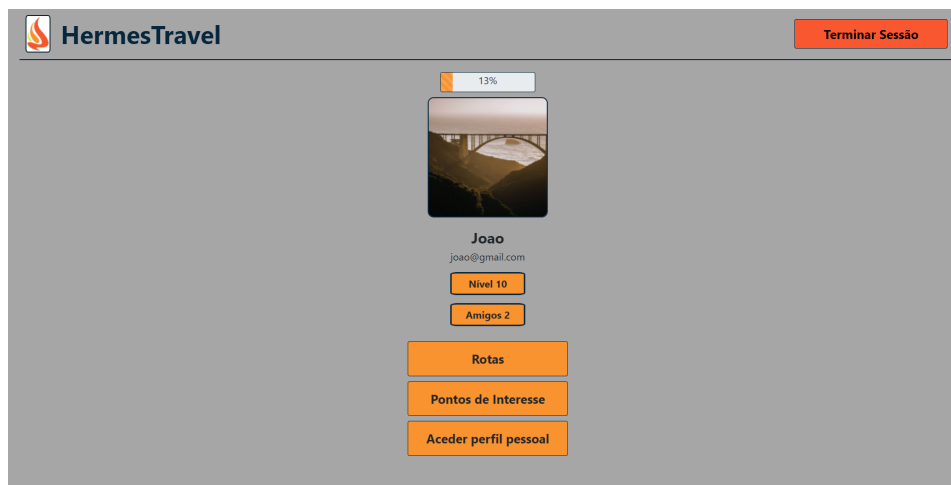 HermesTravel
Terminar Sessão
13%
Joao
joao@gmail.com
Nível 10
Amigos 2
Rotas
Pontos de Interesse
Aceder perfil pessoal